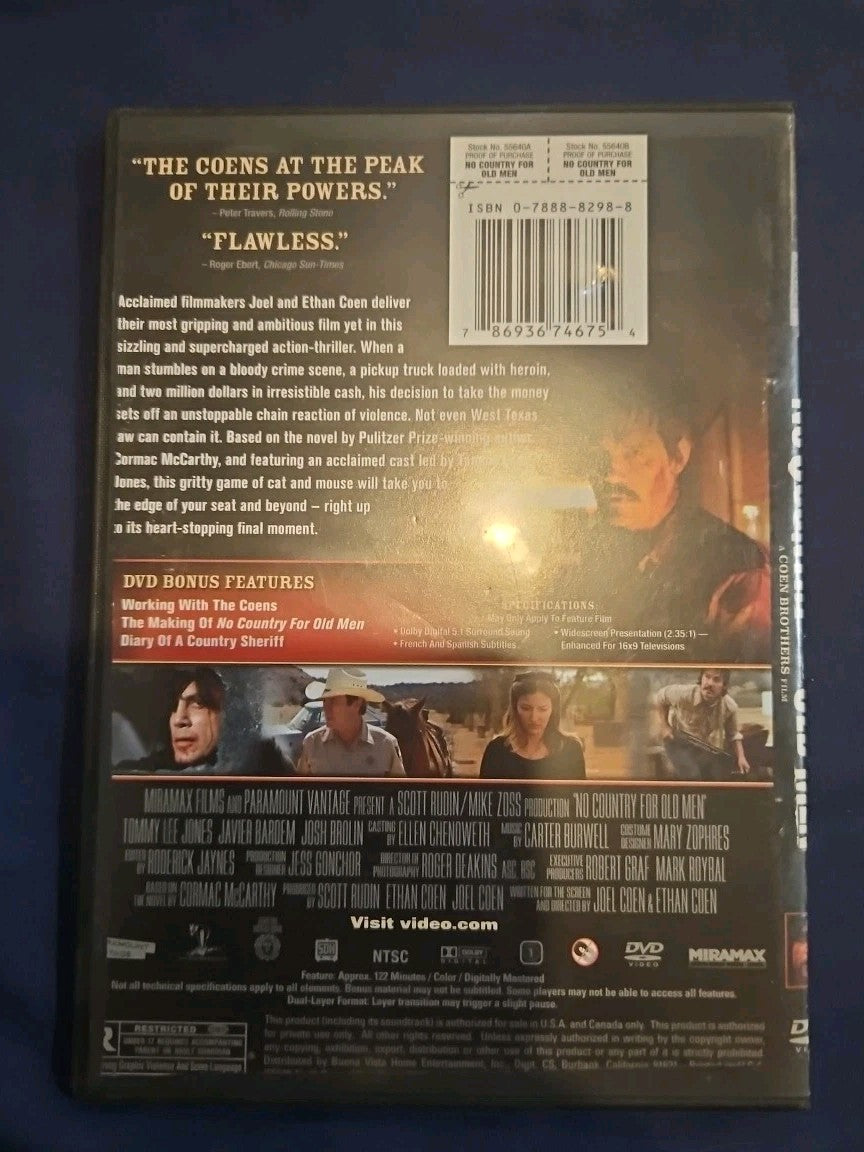 “THE COENS AT THE PEAK
OF THEIR POWERS.”
– Peter Travers, Rolling Stone
“FLAWLESS.”
– Roger Ebert, Chicago Sun-Times
Stock No. 55640A
PROOF OF PURCHASE
NO COUNTRY FOR
OLD MEN
Stock No. 55640B
PROOF OF PURCHASE
NO COUNTRY FOR
OLD MEN
ISBN 0-7888-8298-8
7 86936 74675 4
Acclaimed filmmakers Joel and Ethan Coen deliver
their most gripping and ambitious film yet in this
sizzling and supercharged action-thriller. When a
man stumbles on a bloody crime scene, a pickup truck loaded with heroin,
and two million dollars in irresistible cash, his decision to take the money
sets off an unstoppable chain reaction of violence. Not even West Texas
aw can contain it. Based on the novel by Pulitzer Prize-winning author
Cormac McCarthy, and featuring an acclaimed cast led by
Jones, this gritty game of cat and mouse will take you to
the edge of your seat and beyond – right up
to its heart-stopping final moment.
DVD BONUS FEATURES
Working With The Coens
The Making Of No Country For Old Men
Diary Of A Country Sheriff
SPECIFICATIONS
May Only Apply To Feature Film
• Dolby Digital 5.1 Surround Sound
• French And Spanish Subtitles
• Widescreen Presentation (2.35:1) —
Enhanced For 16x9 Televisions
A COEN BROTHERS FILM
MIRAMAX FILMS AND PARAMOUNT VANTAGE PRESENT A SCOTT RUDIN/MIKE ZOSS PRODUCTION "NO COUNTRY FOR OLD MEN"
TOMMY LEE JONES JAVIER BARDEM JOSH BROLIN CASTING BY ELLEN CHENOWETH MUSIC BY CARTER BURWELL COSTUME DESIGNER MARY ZOPHRES
EDITED BY RODERICK JAYNES PRODUCTION DESIGNER JESS GONCHOR DIRECTOR OF PHOTOGRAPHY ROGER DEAKINS ASC, BSC EXECUTIVE PRODUCERS ROBERT GRAF MARK ROYBAL
BASED ON THE NOVEL BY CORMAC McCARTHY PRODUCED BY SCOTT RUDIN ETHAN COEN JOEL COEN WRITTEN FOR THE SCREEN AND DIRECTED BY JOEL COEN & ETHAN COEN
Visit video.com
NTSC
DOLBY DIGITAL
1
DVD VIDEO
MIRAMAX
Feature: Approx. 122 Minutes / Color / Digitally Mastered
Not all technical specifications apply to all elements. Bonus material may not be subtitled. Some players may not be able to access all features.
Dual-Layer Format: Layer transition may trigger a slight pause.
R
RESTRICTED
UNDER 17 REQUIRES ACCOMPANYING
PARENT OR ADULT GUARDIAN
Strong Graphic Violence And Some Language
This product (including its soundtrack) is authorized for sale in U.S.A. and Canada only. This product is authorized
for private use only. All other rights reserved. Unless expressly authorized in writing by the copyright owner
any copying, exhibition, export, distribution or other use of this product or any part of it is strictly prohibited
Distributed by Buena Vista Home Entertainment, Inc., Dept. CS, Burbank, California